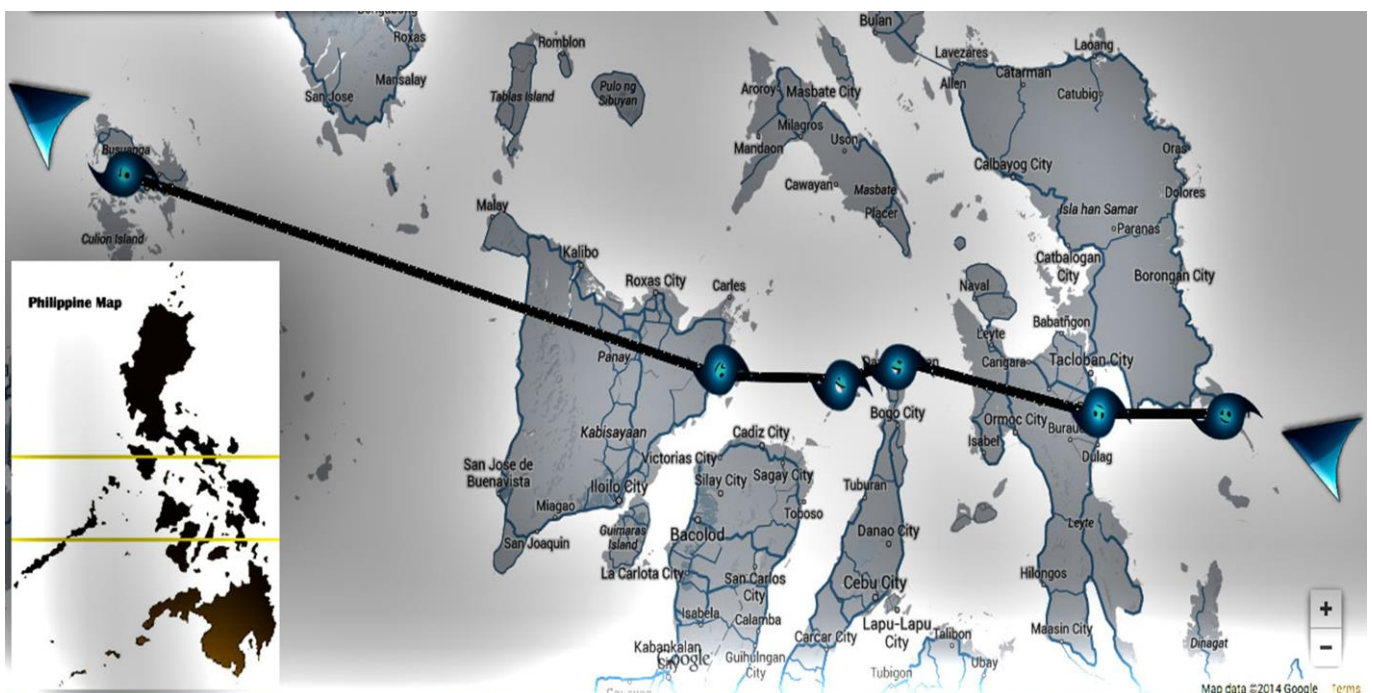 Roxas
Mansalay
San Jose
Romblon
Tablas Island
Pulo ng
Sibuyan
Bulan
Lavezares
Allen
Laoang
Catarman
Catubig
Aroroy
Masbate City
Milagros
Uson
Mandaon
Cawayan
Masbate
Placer
Calbayog City
Oras
Dolores
Isla han Samar
Paranas
Busuanga
Culion Island
Malay
Kalibo
Roxas City
Carles
Catbalogan
City
Borongan City
Naval
Leyte
Babatngon
Philippine Map
Panay
Carigara
Tacloban City
Bogo City
Ormoc City
Isabel
Dulag
Kabisayaan
Cadiz City
Victorias City
Silay City
Sagay City
San Jose de
Buenavista
Iloilo City
Miagao
Toboso
Tuburan
Guimaras
Island
Bacolod
Danao City
Leyte
San Joaquin
La Carlota City
San Carlos
City
Cebu City
Hilongos
Isabela
Calamba
Lapu-Lapu
City
Carcar City
Talibon
Maasin City
Dinagat
Kabankalan
City
Google
Guihulngan
City
Tubigon
Ubay
+
−
Map data ©2014 Google
Terms